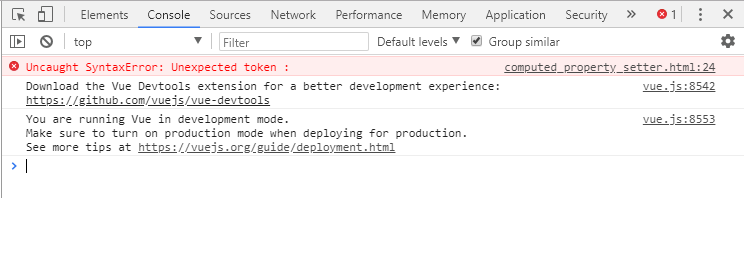 Elements Console Sources Network Performance Memory Application Security » 1
top Filter Default levels Group similar
Uncaught SyntaxError: Unexpected token : computed_property_setter.html:24
Download the Vue Devtools extension for a better development experience: vue.js:8542
https://github.com/vuejs/vue-devtools
You are running Vue in development mode. vue.js:8553
Make sure to turn on production mode when deploying for production.
See more tips at https://vuejs.org/guide/deployment.html